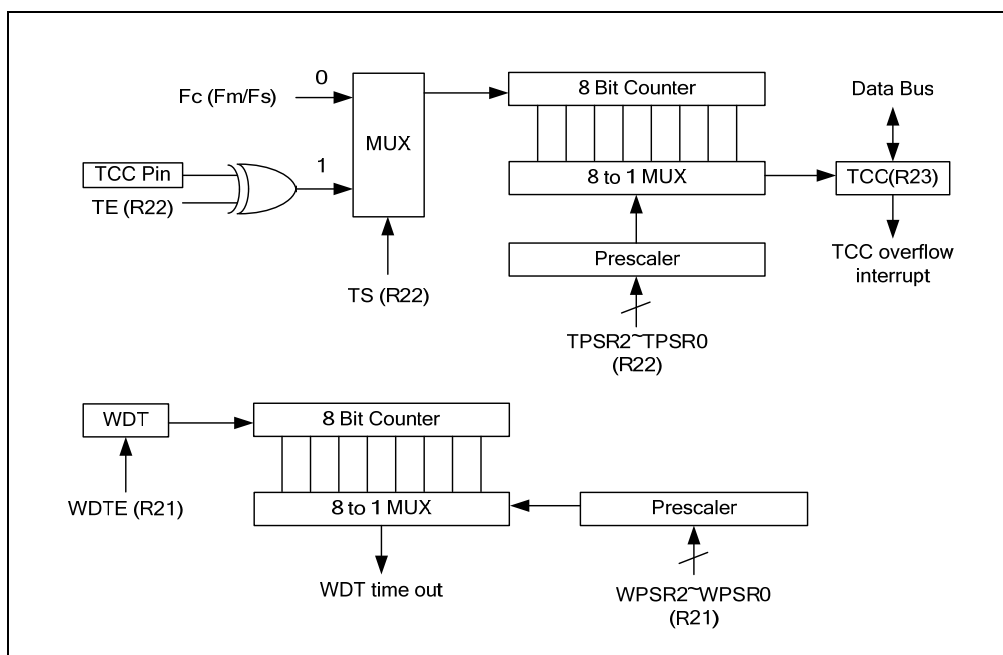 0
Fc (Fm/Fs)
TCC Pin
TE (R22)
1
MUX
TS (R22)
8 Bit Counter
8 to 1 MUX
Prescaler
TPSR2~TPSR0
(R22)
Data Bus
TCC(R23)
TCC overflow
interrupt
WDT
WDTE (R21)
8 Bit Counter
8 to 1 MUX
WDT time out
Prescaler
WPSR2~WPSR0
(R21)